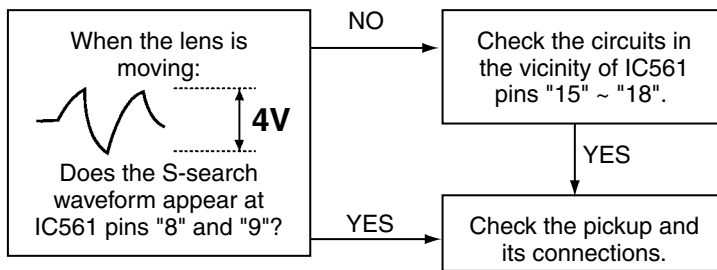 When the lens is
moving:
4V
Does the S-search
waveform appear at
IC561 pins "8" and "9"?
NO
Check the circuits in
the vicinity of IC561
pins "15" ~ "18".
YES
YES
Check the pickup and
its connections.